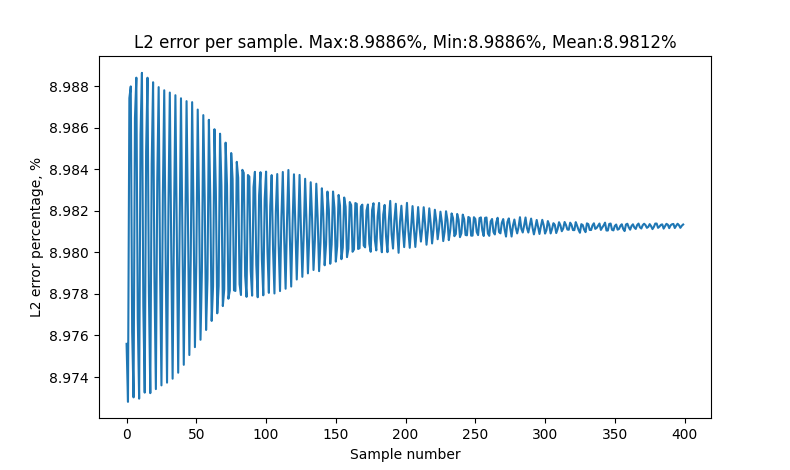 L2 error per sample. Max:8.9886%, Min:8.9886%, Mean:8.9812%
L2 error percentage, %
8.988
8.986
8.984
8.982
8.980
8.978
8.976
8.974
0 50 100 150 200 250 300 350 400
Sample number